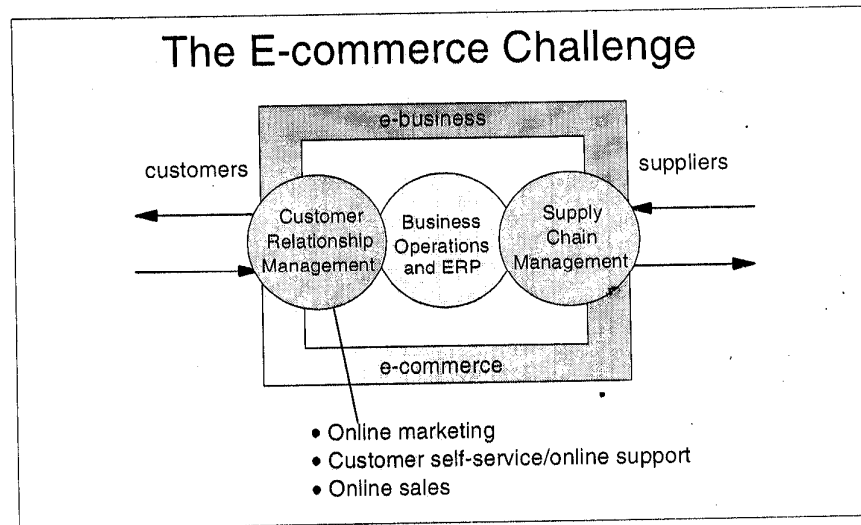 The E-commerce Challenge
e-business
customers
suppliers
Customer
Relationship
Management
Business
Operations
and ERP
Supply
Chain
Management
e-commerce
• Online marketing
• Customer self-service/online support
• Online sales